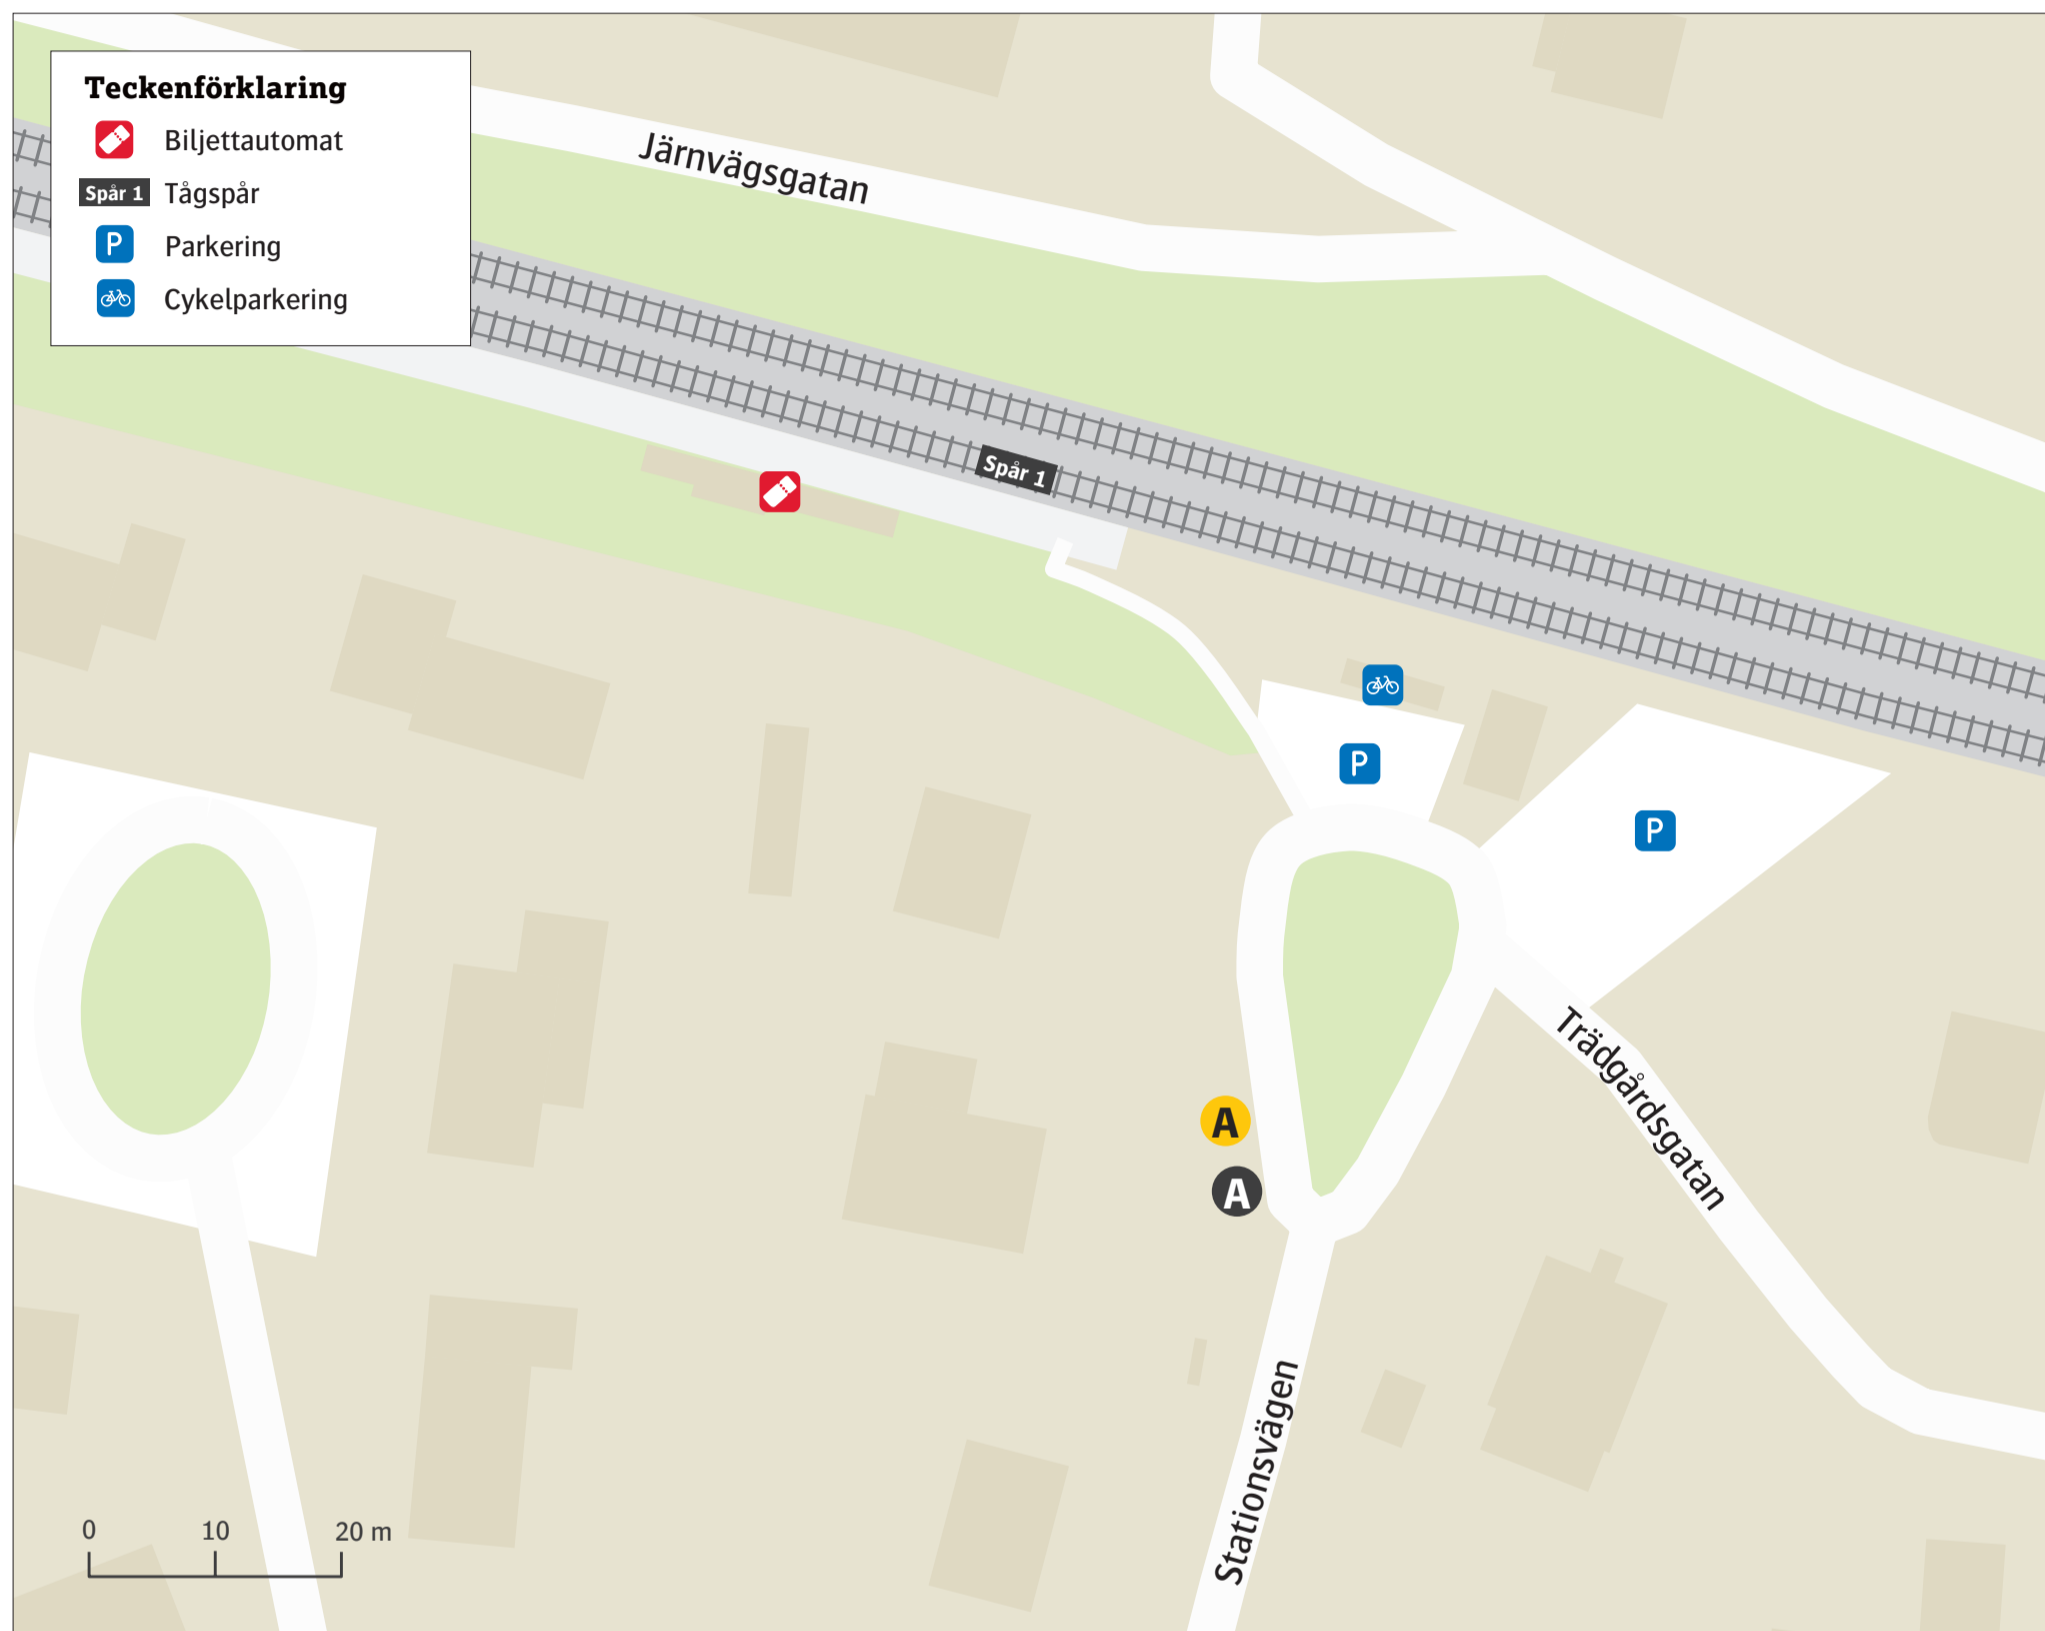 Teckenförklaring
Biljettautomat
Spår 1 Tågspår
P Parkering
Cykelparkering
Järnvägsgatan
Spår 1
P
P
Trädgårdsgatan
A
A
Stationsvägen
0 10 20 m